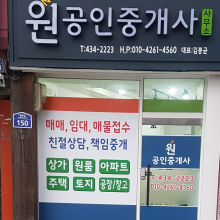 원공인중개사 사무소
T:434-2223 H.P:010-4261-4560 대표:임봉균
150
매매, 임대, 매물접수
친절상담, 책임중개
상가 원룸 아파트
주택 토지 공장/창고
원
공인중개사
T:434-2223
010-4261-4560